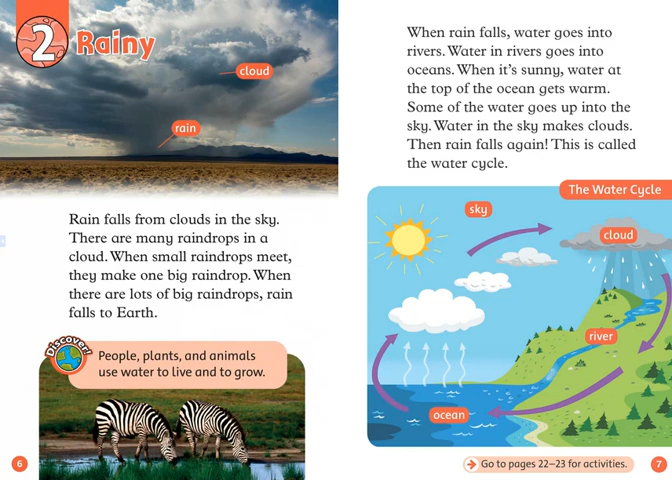 2 Rainy
cloud
rain
Rain falls from clouds in the sky.
There are many raindrops in a
cloud. When small raindrops meet,
they make one big raindrop. When
there are lots of big raindrops, rain
falls to Earth.
Discover!
People, plants, and animals
use water to live and to grow.
6
When rain falls, water goes into
rivers. Water in rivers goes into
oceans. When it's sunny, water at
the top of the ocean gets warm.
Some of the water goes up into the
sky. Water in the sky makes clouds.
Then rain falls again! This is called
the water cycle.
The Water Cycle
sky
cloud
river
ocean
Go to pages 22–23 for activities.
7